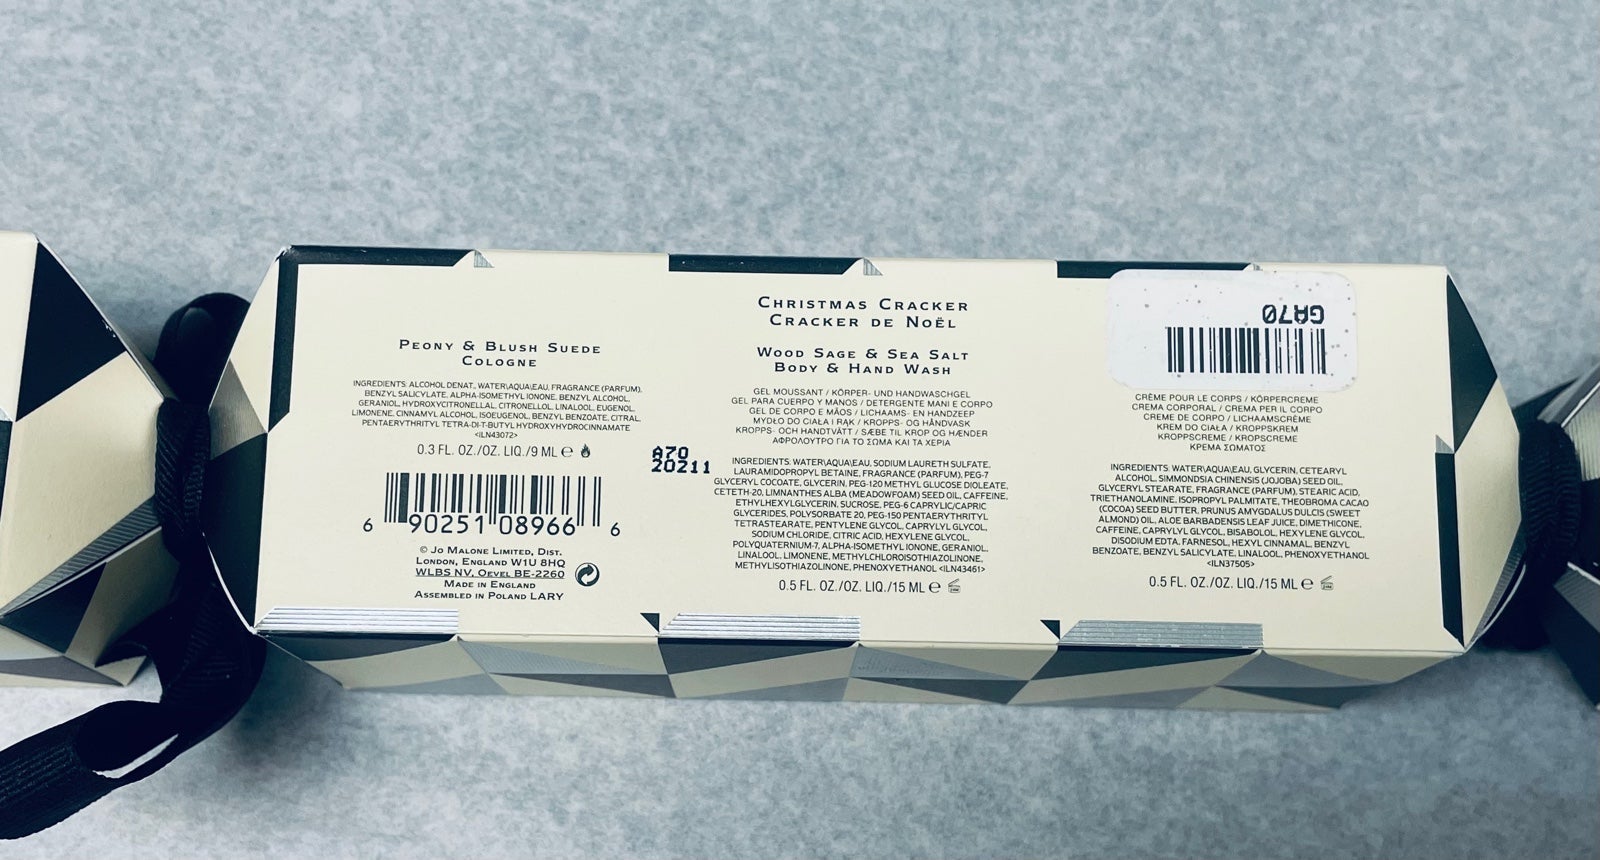 CHRISTMAS CRACKER
CRACKER DE NOËL
PEONY & BLUSH SUEDE
COLOGNE
INGREDIENTS: ALCOHOL DENAT., WATER\AQUA\EAU, FRAGRANCE (PARFUM),
BENZYL SALICYLATE, ALPHA-ISOMETHYL IONONE, BENZYL ALCOHOL,
GERANIOL, HYDROXYCITRONELLAL, CITRONELLOL, LINALOOL, EUGENOL,
LIMONENE, CINNAMYL ALCOHOL, ISOEUGENOL, BENZYL BENZOATE, CITRAL,
PENTAERYTHRITYL TETRA-DI-T-BUTYL HYDROXYHYDROCINNAMATE
<ILN43072>
0.3 FL. OZ./OZ. LIQ./9 ML ℮
6 90251 08966 6
© JO MALONE LIMITED, DIST.
LONDON, ENGLAND W1U 8HQ
WLBS NV, OEVEL BE-2260
MADE IN ENGLAND
ASSEMBLED IN POLAND LARY
A70
20211
WOOD SAGE & SEA SALT
BODY & HAND WASH
GEL MOUSSANT / KÖRPER- UND HANDWASCHGEL
GEL PARA CUERPO Y MANOS / DETERGENTE MANI E CORPO
GEL DE CORPO E MÃOS / LICHAAMS- EN HANDZEEP
MYDŁO DO CIAŁA I RĄK / KROPPS- OG HÅNDVASK
KROPPS- OCH HANDTVÄTT / SÆBE TIL KROP OG HÆNDER
ΑΦΡΟΛΟΥΤΡΟ ΓΙΑ ΤΟ ΣΩΜΑ ΚΑΙ ΤΑ ΧΕΡΙΑ
INGREDIENTS: WATER\AQUA\EAU, SODIUM LAURETH SULFATE,
LAURAMIDOPROPYL BETAINE, FRAGRANCE (PARFUM), PEG-7
GLYCERYL COCOATE, GLYCERIN, PEG-120 METHYL GLUCOSE DIOLEATE,
CETETH-20, LIMNANTHES ALBA (MEADOWFOAM) SEED OIL, CAFFEINE,
ETHYLHEXYLGLYCERIN, SUCROSE, PEG-6 CAPRYLIC/CAPRIC
GLYCERIDES, POLYSORBATE 20, PEG-150 PENTAERYTHRITYL
TETRASTEARATE, PENTYLENE GLYCOL, CAPRYLYL GLYCOL,
SODIUM CHLORIDE, CITRIC ACID, HEXYLENE GLYCOL,
POLYQUATERNIUM-7, ALPHA-ISOMETHYL IONONE, GERANIOL,
LINALOOL, LIMONENE, METHYLCHLOROISOTHIAZOLINONE,
METHYLISOTHIAZOLINONE, PHENOXYETHANOL <ILN43461>
0.5 FL. OZ./OZ. LIQ./15 ML ℮
GA70
CRÈME POUR LE CORPS / KÖRPERCREME
CREMA CORPORAL / CREMA PER IL CORPO
CREME DE CORPO / LICHAAMSCRÈME
KREM DO CIAŁA / KROPPSKREM
KROPPSCREME / KROPSCREME
ΚΡΕΜΑ ΣΩΜΑΤΟΣ
INGREDIENTS: WATER\AQUA\EAU, GLYCERIN, CETEARYL
ALCOHOL, SIMMONDSIA CHINENSIS (JOJOBA) SEED OIL,
GLYCERYL STEARATE, FRAGRANCE (PARFUM), STEARIC ACID,
TRIETHANOLAMINE, ISOPROPYL PALMITATE, THEOBROMA CACAO
(COCOA) SEED BUTTER, PRUNUS AMYGDALUS DULCIS (SWEET
ALMOND) OIL, ALOE BARBADENSIS LEAF JUICE, DIMETHICONE,
CAFFEINE, CAPRYLYL GLYCOL, BISABOLOL, HEXYLENE GLYCOL,
DISODIUM EDTA, FARNESOL, HEXYL CINNAMAL, BENZYL
BENZOATE, BENZYL SALICYLATE, LINALOOL, PHENOXYETHANOL
<ILN37505>
0.5 FL. OZ./OZ. LIQ./15 ML ℮